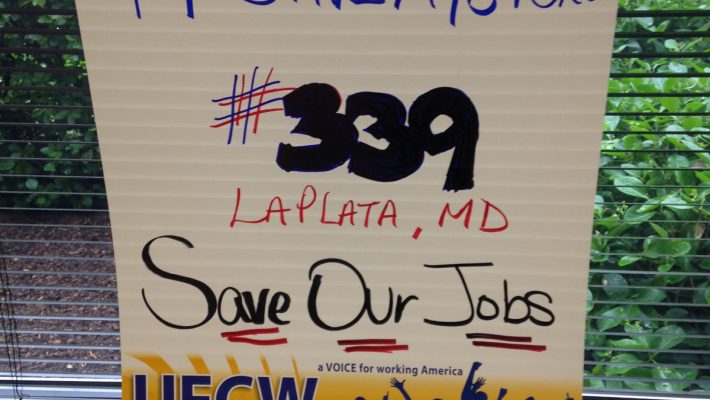 #339
LAPLATA, MD
Save Our Jobs
a VOICE for working America
UFCW